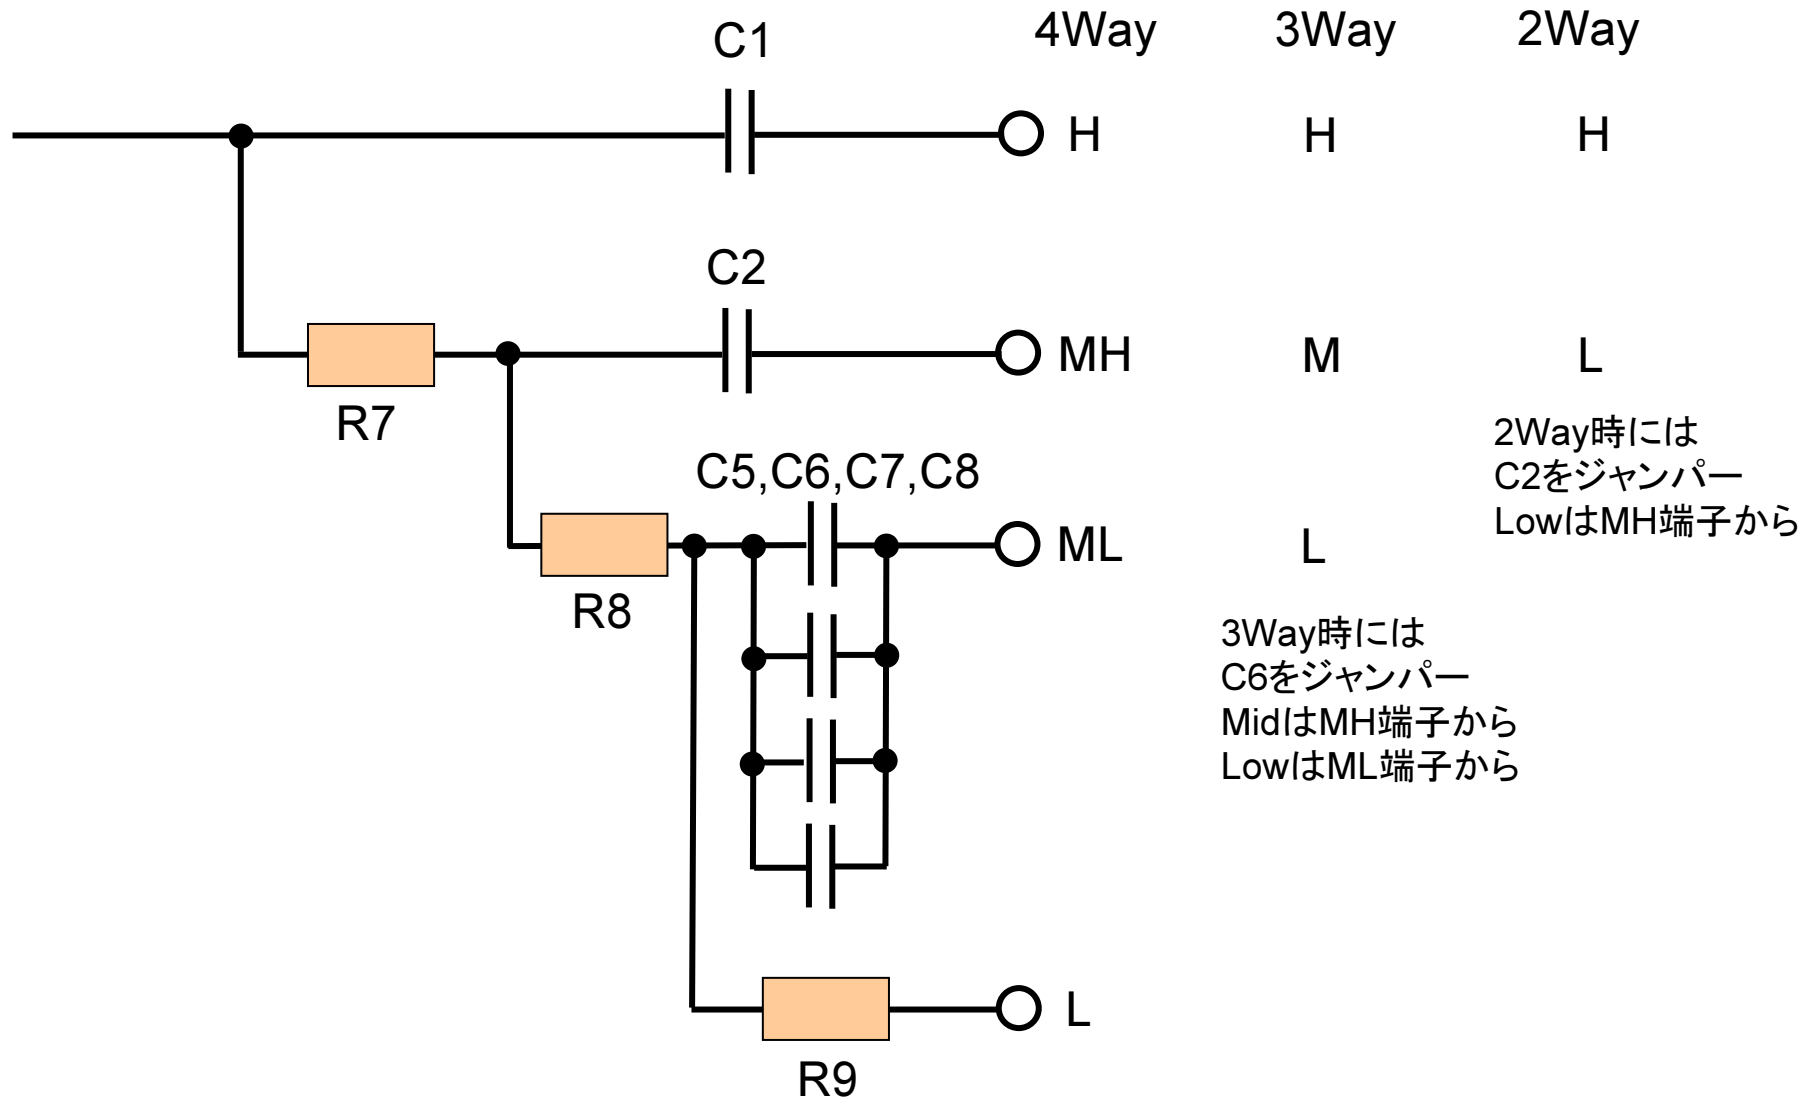 4Way 3Way 2Way
C1
H H H
C2
MH M L
R7
2Way時には
C2をジャンパー
LowはMH端子から
C5,C6,C7,C8
ML L
R8
3Way時には
C6をジャンパー
MidはMH端子から
LowはML端子から
L
R9